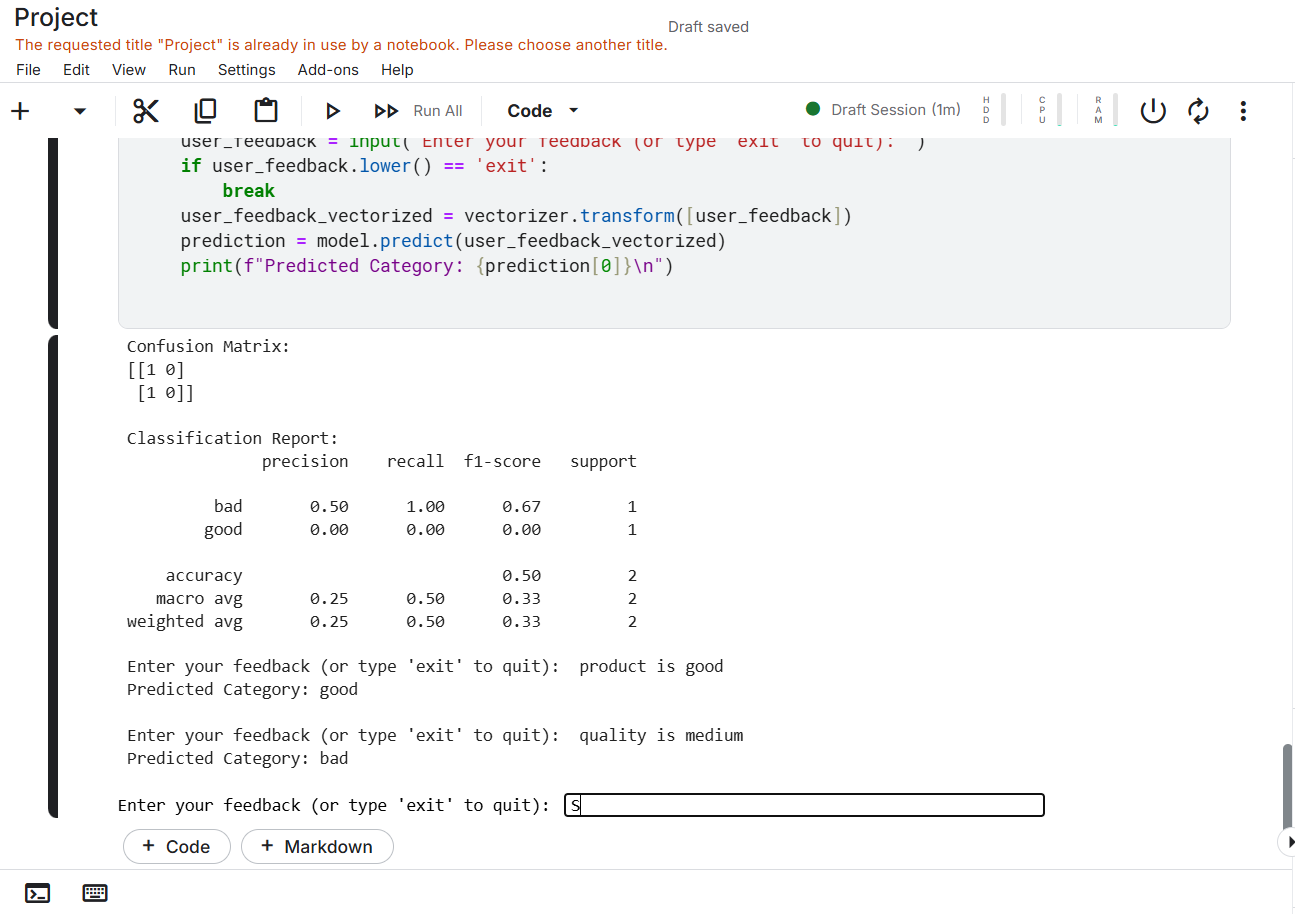 Project
Draft saved
The requested title "Project" is already in use by a notebook. Please choose another title.
File Edit View Run Settings Add-ons Help
Run All Code Draft Session (1m) HDD CPU RAM
user_feedback = input("Enter your feedback (or type 'exit' to quit): ")
if user_feedback.lower() == 'exit':
break
user_feedback_vectorized = vectorizer.transform([user_feedback])
prediction = model.predict(user_feedback_vectorized)
print(f"Predicted Category: {prediction[0]}\n")
Confusion Matrix:
[[1 0]
[1 0]]
Classification Report:
precision recall f1-score support
bad 0.50 1.00 0.67 1
good 0.00 0.00 0.00 1
accuracy 0.50 2
macro avg 0.25 0.50 0.33 2
weighted avg 0.25 0.50 0.33 2
Enter your feedback (or type 'exit' to quit): product is good
Predicted Category: good
Enter your feedback (or type 'exit' to quit): quality is medium
Predicted Category: bad
Enter your feedback (or type 'exit' to quit): S
+ Code + Markdown